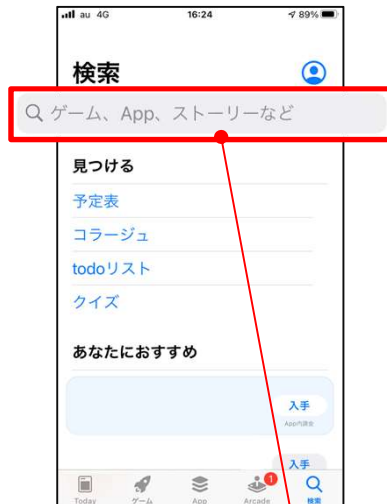 au 4G 16:24 89%
検索
ゲーム、App、ストーリーなど
見つける
予定表
コラージュ
todoリスト
クイズ
あなたにおすすめ
入手
App内課金
入手
1
Today ゲーム App Arcade 検索